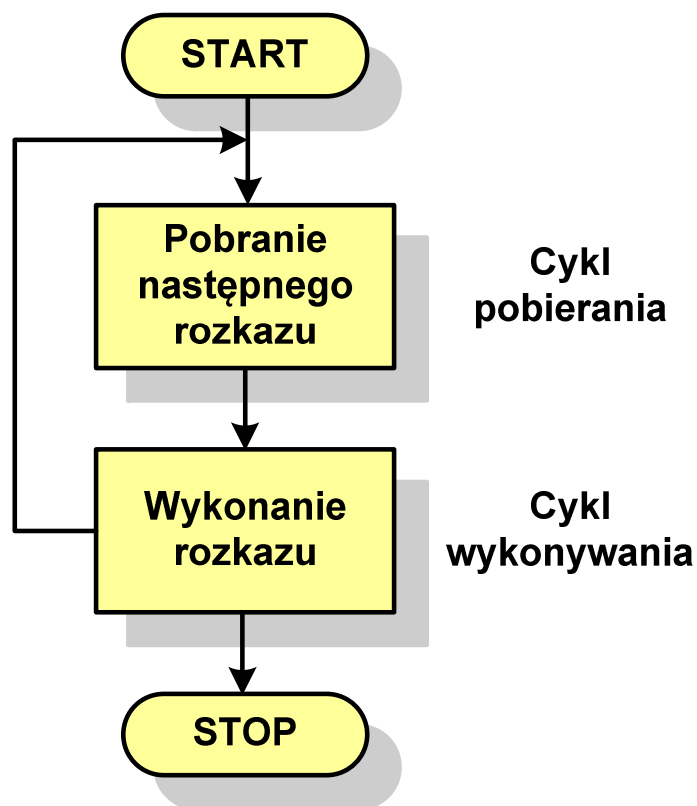 START
Pobranie
następnego
rozkazu
Cykl
pobierania
Wykonanie
rozkazu
Cykl
wykonywania
STOP